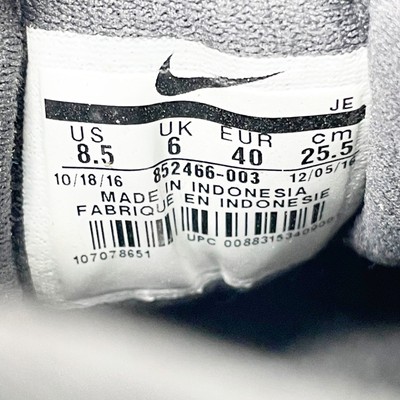 JE
US UK EUR cm
8.5 6 40 25.5
10/18/16 852466-003 12/05/16
MADE IN INDONESIA
FABRIQUE EN INDONESIE
107078651 UPC